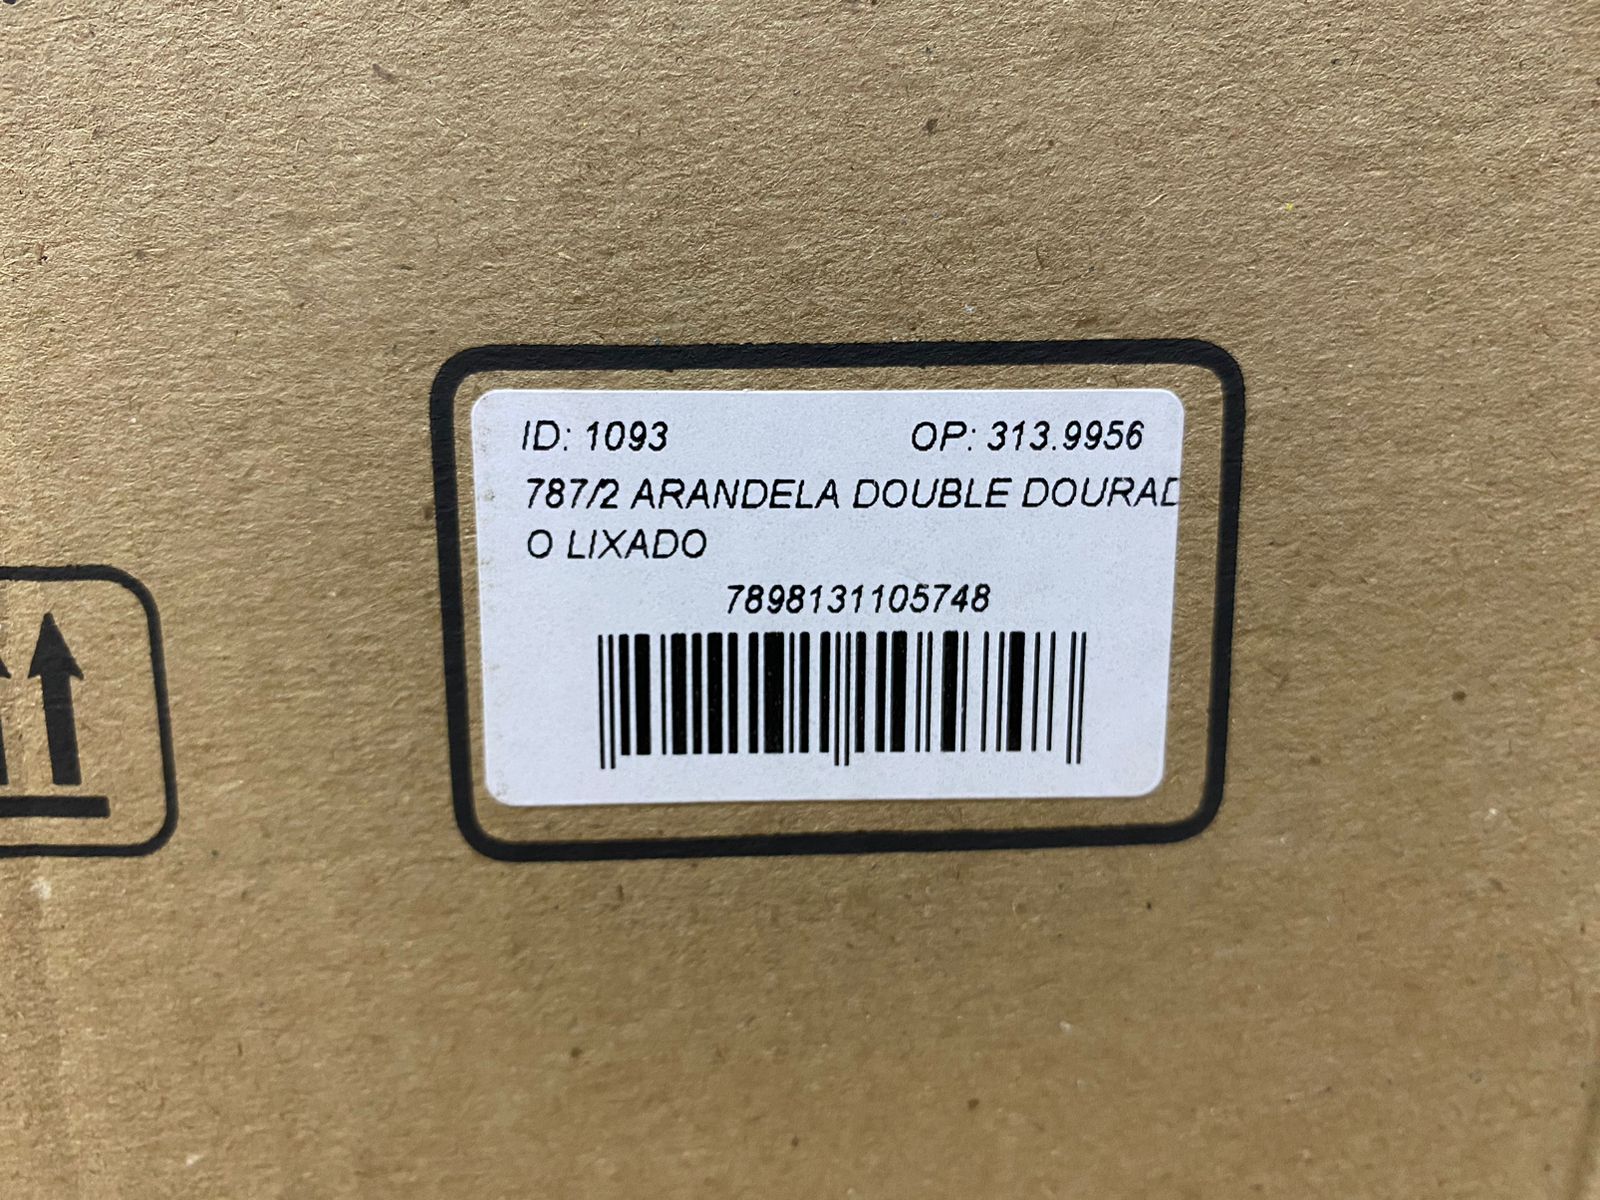 ID: 1093 OP: 313.9956
787/2 ARANDELA DOUBLE DOURAD
O LIXADO
7898131105748